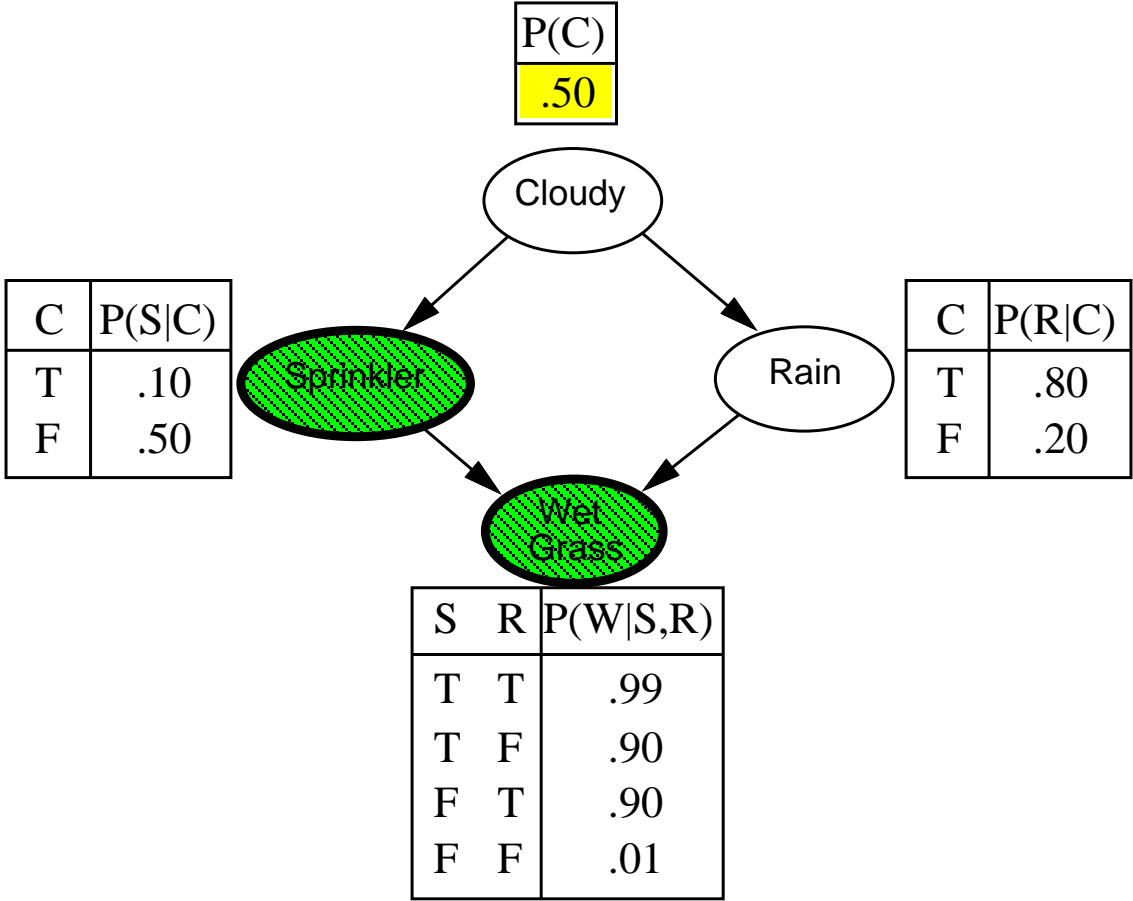 P(C)
.50
Cloudy
C P(S|C)
T .10
F .50
Sprinkler
Rain
C P(R|C)
T .80
F .20
Wet
Grass
S R P(W|S,R)
T T .99
T F .90
F T .90
F F .01